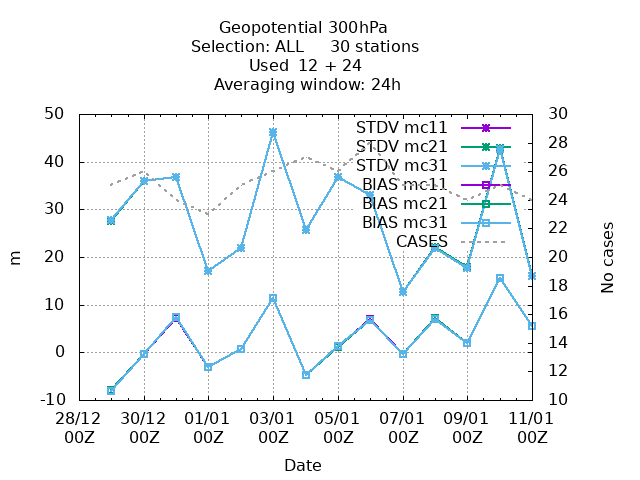 Geopotential 300hPa
Selection: ALL     30 stations
Used  12 + 24
Averaging window: 24h
50
40
30
20
10
0
-10
m
30
28
26
24
22
20
18
16
14
12
10
No cases
STDV mc11
STDV mc21
STDV mc31
BIAS mc11
BIAS mc21
BIAS mc31
CASES
28/12 30/12 01/01 03/01 05/01 07/01 09/01 11/01
00Z 00Z 00Z 00Z 00Z 00Z 00Z 00Z
Date